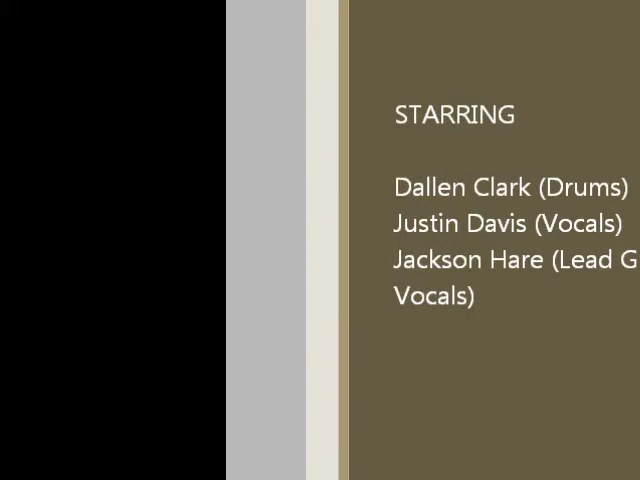 STARRING
Dallen Clark (Drums)
Justin Davis (Vocals)
Jackson Hare (Lead G
Vocals)